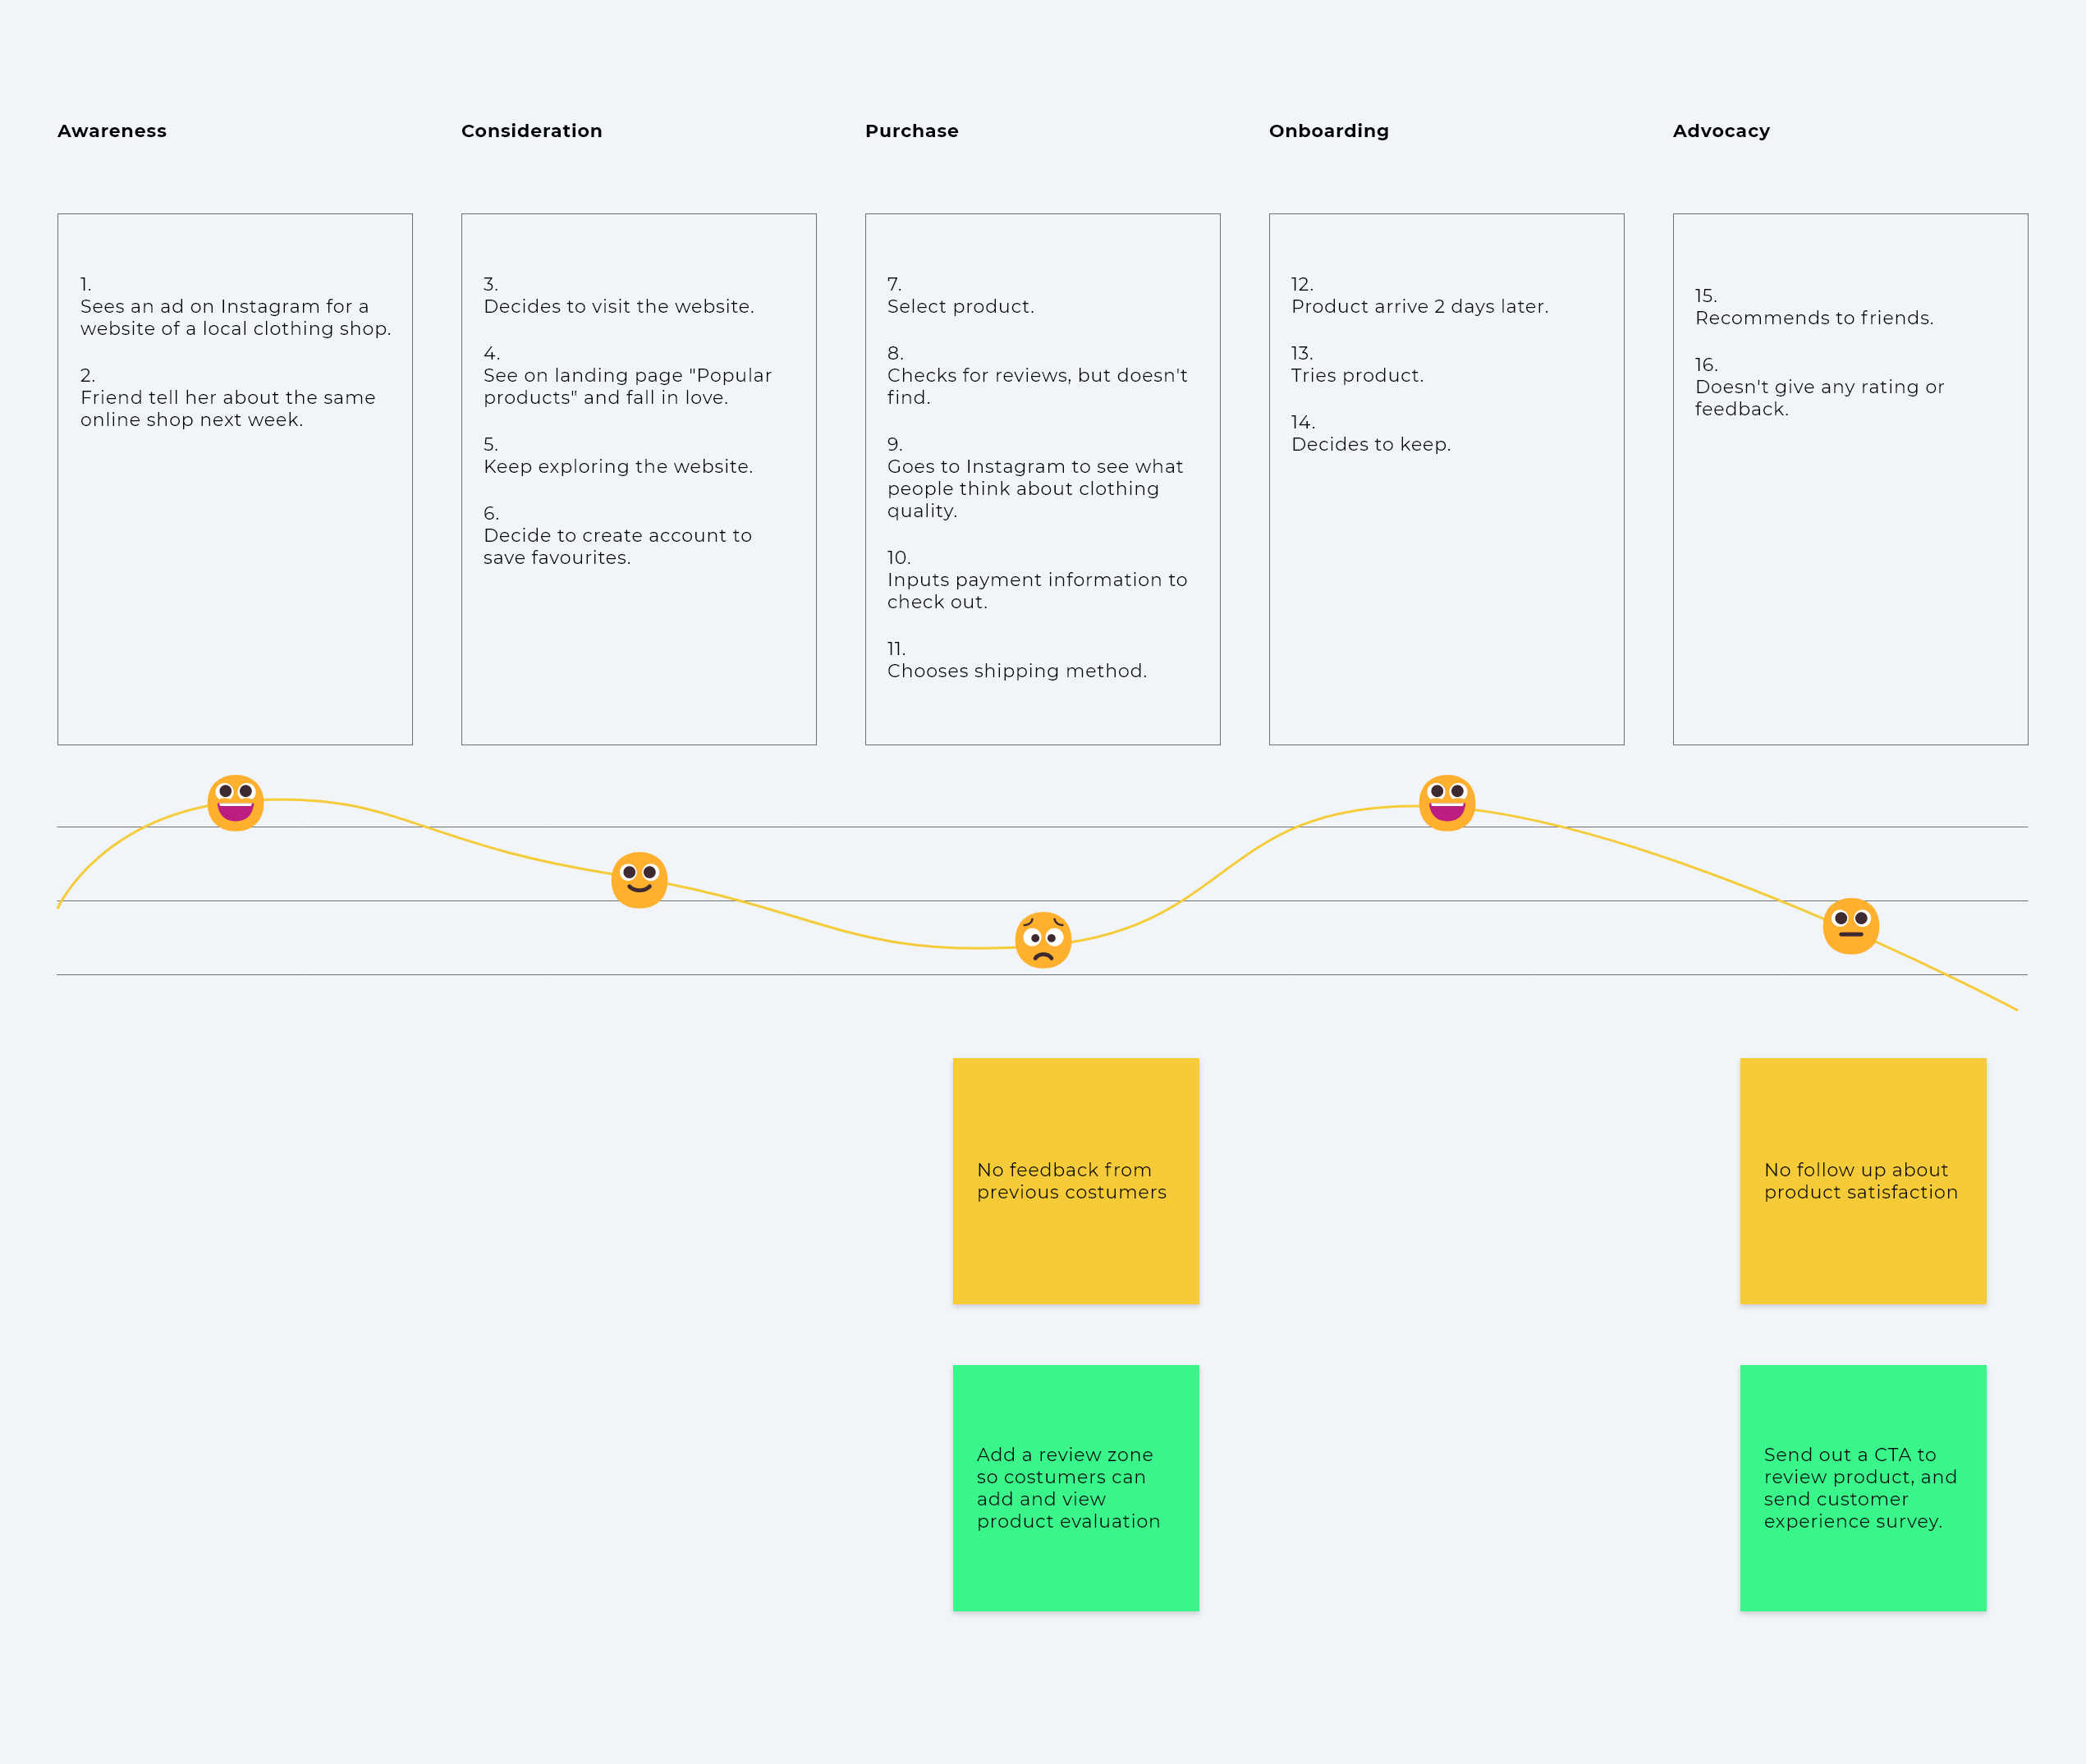 Awareness
1.
Sees an ad on Instagram for a
website of a local clothing shop.
2.
Friend tell her about the same
online shop next week.
Consideration
3.
Decides to visit the website.
4.
See on landing page "Popular
products" and fall in love.
5.
Keep exploring the website.
6.
Decide to create account to
save favourites.
Purchase
7.
Select product.
8.
Checks for reviews, but doesn't
find.
9.
Goes to Instagram to see what
people think about clothing
quality.
10.
Inputs payment information to
check out.
11.
Chooses shipping method.
Onboarding
12.
Product arrive 2 days later.
13.
Tries product.
14.
Decides to keep.
Advocacy
15.
Recommends to friends.
16.
Doesn't give any rating or
feedback.
No feedback from
previous costumers
No follow up about
product satisfaction
Add a review zone
so costumers can
add and view
product evaluation
Send out a CTA to
review product, and
send customer
experience survey.